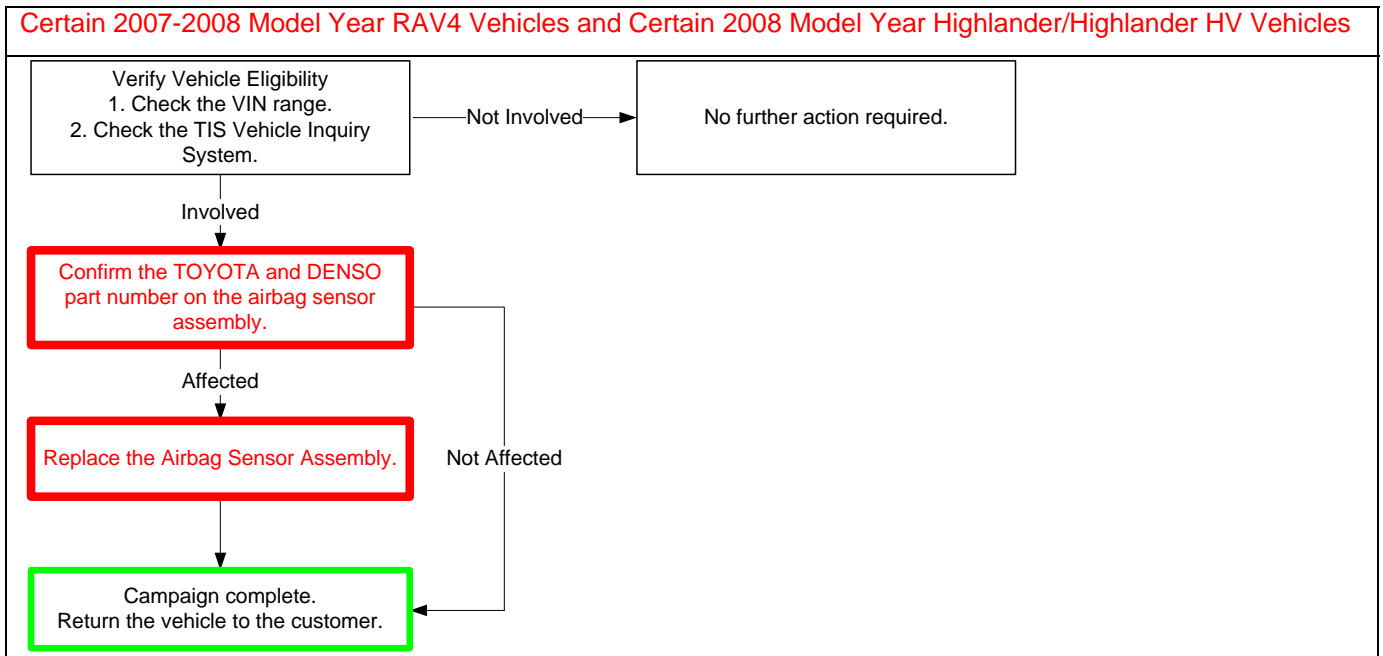 Certain 2007-2008 Model Year RAV4 Vehicles and Certain 2008 Model Year Highlander/Highlander HV Vehicles
Verify Vehicle Eligibility
1. Check the VIN range.
2. Check the TIS Vehicle Inquiry
System.
Not Involved
No further action required.
Involved
Confirm the TOYOTA and DENSO
part number on the airbag sensor
assembly.
Affected
Replace the Airbag Sensor Assembly.
Not Affected
Campaign complete.
Return the vehicle to the customer.